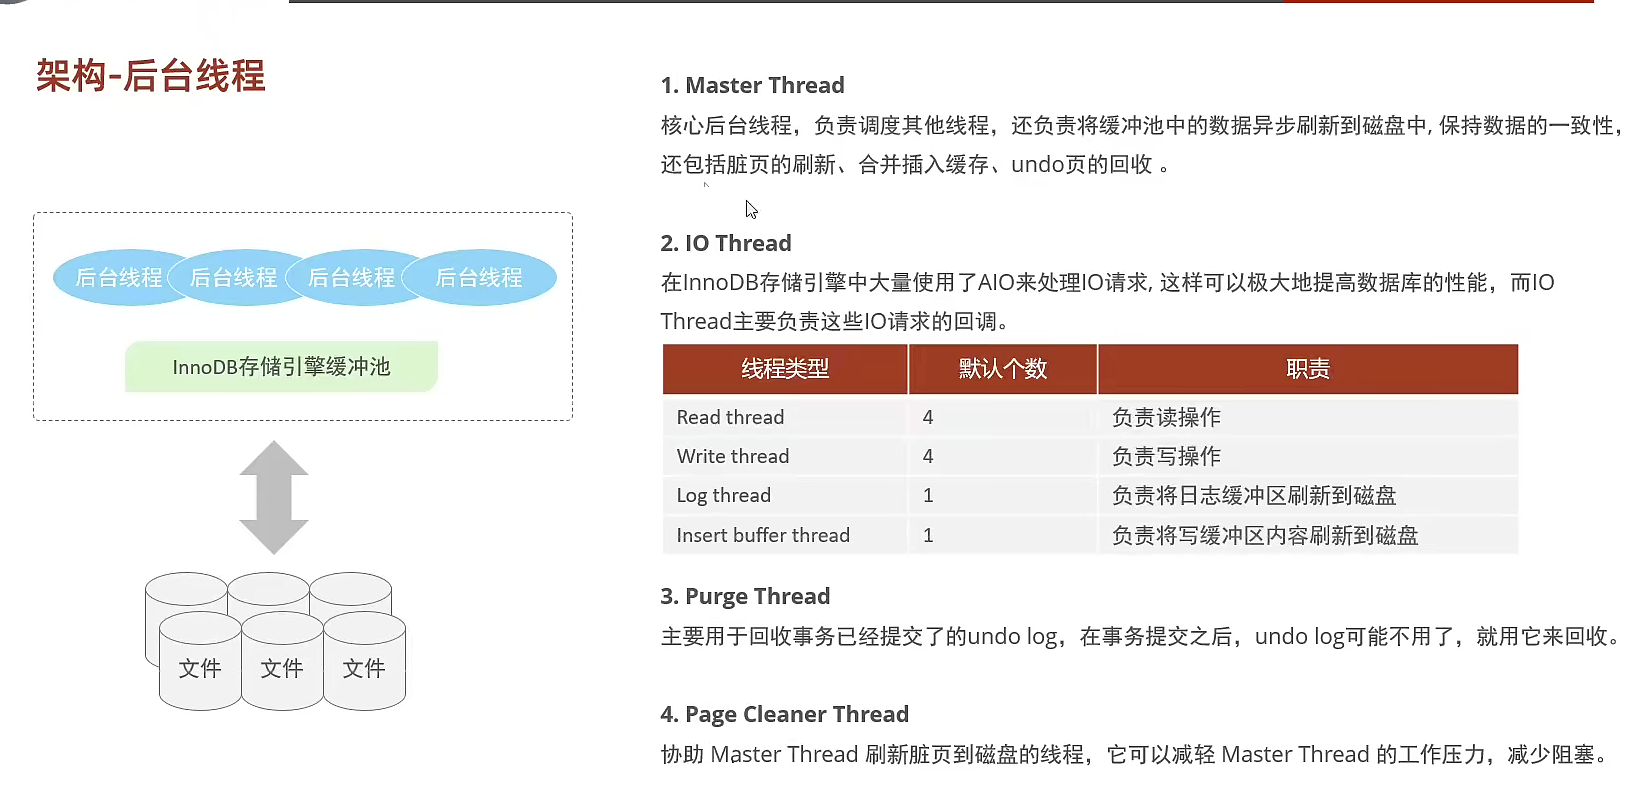 架构-后台线程
后台线程 后台线程 后台线程 后台线程
InnoDB存储引擎缓冲池
文件 文件 文件
1. Master Thread
核心后台线程，负责调度其他线程，还负责将缓冲池中的数据异步刷新到磁盘中, 保持数据的一致性，
还包括脏页的刷新、合并插入缓存、undo页的回收 。
2. IO Thread
在InnoDB存储引擎中大量使用了AIO来处理IO请求, 这样可以极大地提高数据库的性能，而IO
Thread主要负责这些IO请求的回调。
线程类型 默认个数 职责
Read thread 4 负责读操作
Write thread 4 负责写操作
Log thread 1 负责将日志缓冲区刷新到磁盘
Insert buffer thread 1 负责将写缓冲区内容刷新到磁盘
3. Purge Thread
主要用于回收事务已经提交了的undo log，在事务提交之后，undo log可能不用了，就用它来回收。
4. Page Cleaner Thread
协助 Master Thread 刷新脏页到磁盘的线程，它可以减轻 Master Thread 的工作压力，减少阻塞。